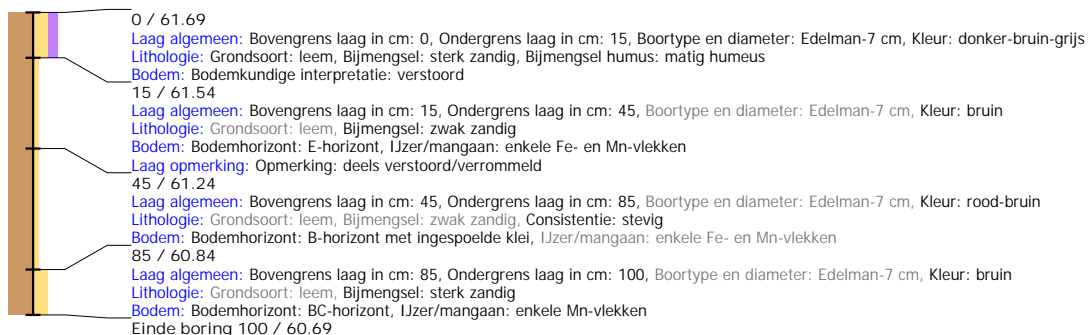 0 / 61.69
Laag algemeen: Bovengrens laag in cm: 0, Ondergrens laag in cm: 15, Boortype en diameter: Edelman-7 cm, Kleur: donker-bruin-grijs
Lithologie: Grondsoort: leem, Bijmengsel: sterk zandig, Bijmengsel humus: matig humeus
Bodem: Bodemkundige interpretatie: verstoord
15 / 61.54
Laag algemeen: Bovengrens laag in cm: 15, Ondergrens laag in cm: 45, Boortype en diameter: Edelman-7 cm, Kleur: bruin
Lithologie: Grondsoort: leem, Bijmengsel: zwak zandig
Bodem: Bodemhorizont: E-horizont, IJzer/mangaan: enkele Fe- en Mn-vlekken
Laag opmerking: Opmerking: deels verstoord/verrommeld
45 / 61.24
Laag algemeen: Bovengrens laag in cm: 45, Ondergrens laag in cm: 85, Boortype en diameter: Edelman-7 cm, Kleur: rood-bruin
Lithologie: Grondsoort: leem, Bijmengsel: zwak zandig, Consistentie: stevig
Bodem: Bodemhorizont: B-horizont met ingespoelde klei, IJzer/mangaan: enkele Fe- en Mn-vlekken
85 / 60.84
Laag algemeen: Bovengrens laag in cm: 85, Ondergrens laag in cm: 100, Boortype en diameter: Edelman-7 cm, Kleur: bruin
Lithologie: Grondsoort: leem, Bijmengsel: sterk zandig
Bodem: Bodemhorizont: BC-horizont, IJzer/mangaan: enkele Mn-vlekken
Einde boring 100 / 60.69